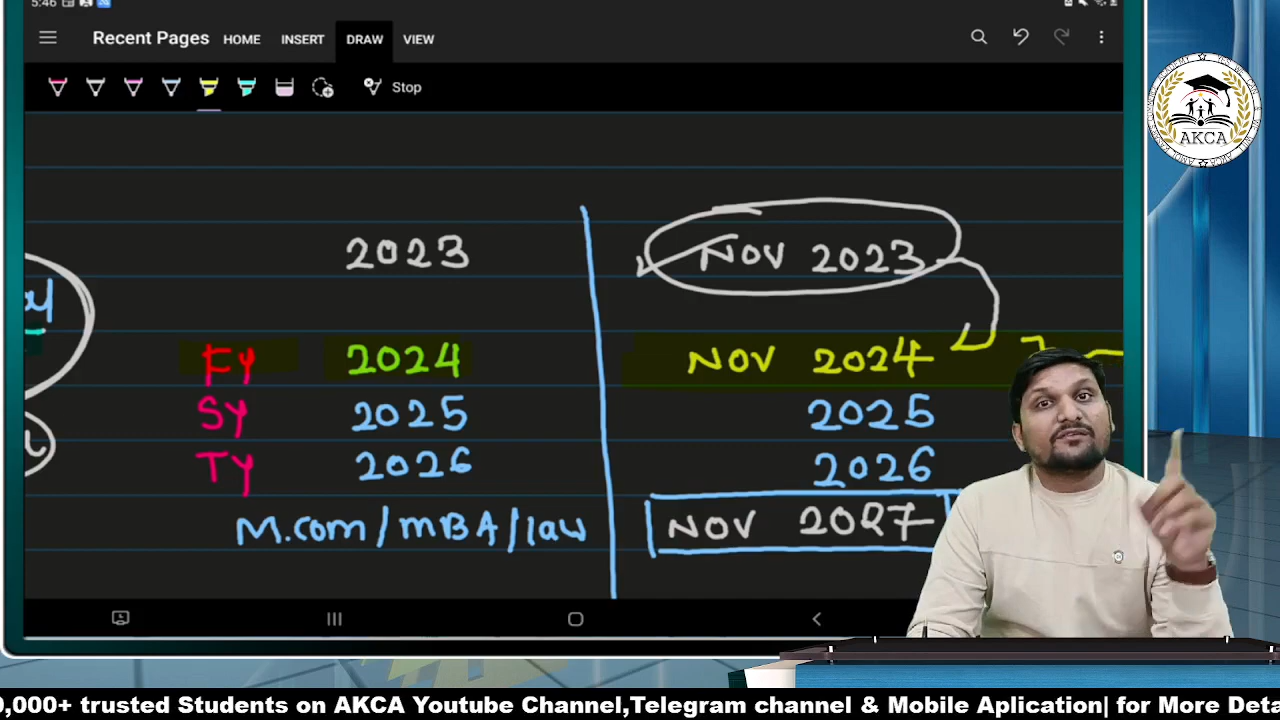 5:46
Recent Pages HOME INSERT DRAW VIEW
Stop
AKCA
2023 NOV 2023
FY 2024 NOV 2024
SY 2025 2025
TY 2026 2026
M.com/mBA/law NOV 2027
0,000+ trusted Students on AKCA Youtube Channel,Telegram channel & Mobile Aplication| for More Deta